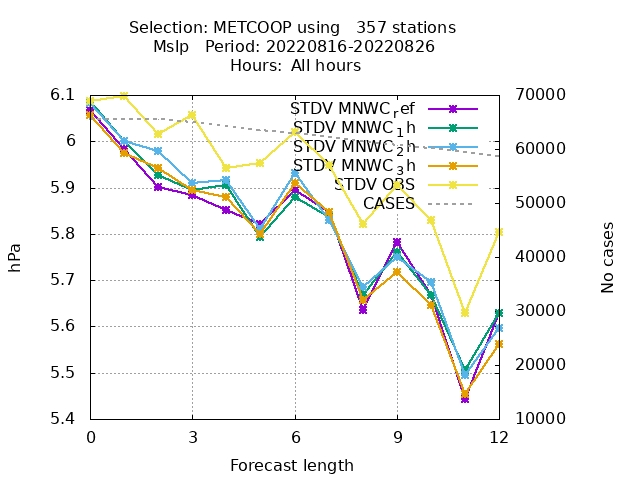 Selection: METCOOP using 357 stations
Mslp Period: 20220816-20220826
Hours: All hours
6.1
6
5.9
5.8
5.7
5.6
5.5
5.4
70000
60000
50000
40000
30000
20000
10000
0 3 6 9 12
hPa
No cases
Forecast length
STDV MNWC_ref
STDV MNWC_1h
STDV MNWC_2h
STDV MNWC_3h
STDV OBS
CASES